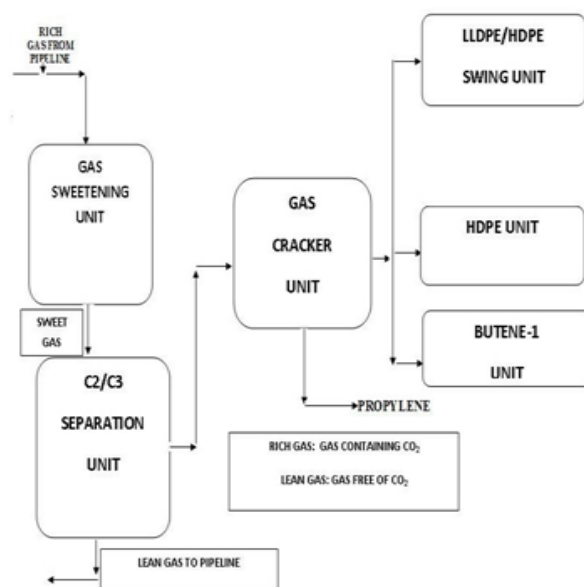 RICH
GAS FROM
PIPELINE
GAS
SWEETENING
UNIT
SWEET
GAS
C2/C3
SEPARATION
UNIT
LEAN GAS TO PIPELINE
GAS
CRACKER
UNIT
PROPYLENE
RICH GAS: GAS CONTAINING CO₂
LEAN GAS: GAS FREE OF CO₂
LLDPE/HDPE
SWING UNIT
HDPE UNIT
BUTENE-1
UNIT